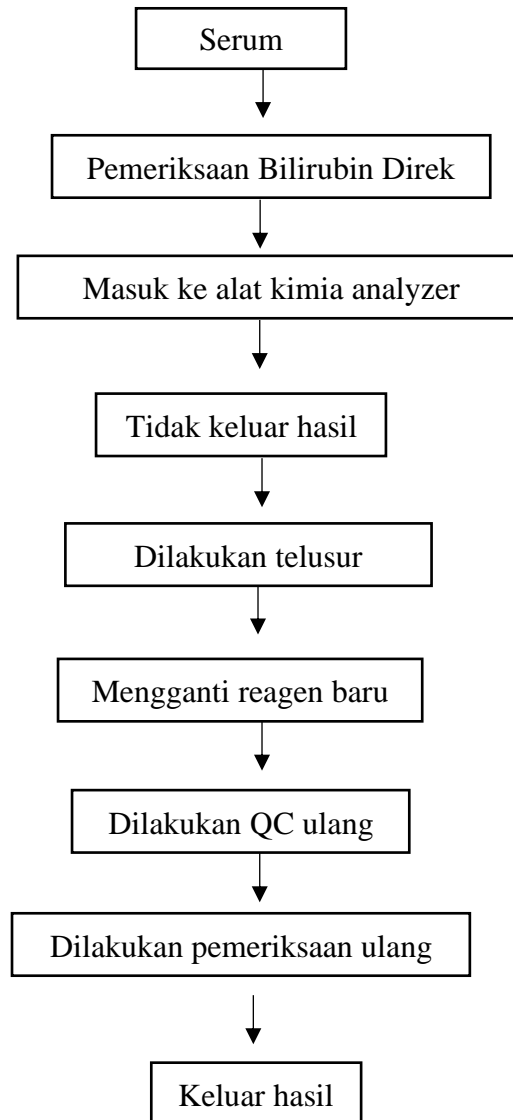 Serum
Pemeriksaan Bilirubin Direk
Masuk ke alat kimia analyzer
Tidak keluar hasil
Dilakukan telusur
Mengganti reagen baru
Dilakukan QC ulang
Dilakukan pemeriksaan ulang
Keluar hasil